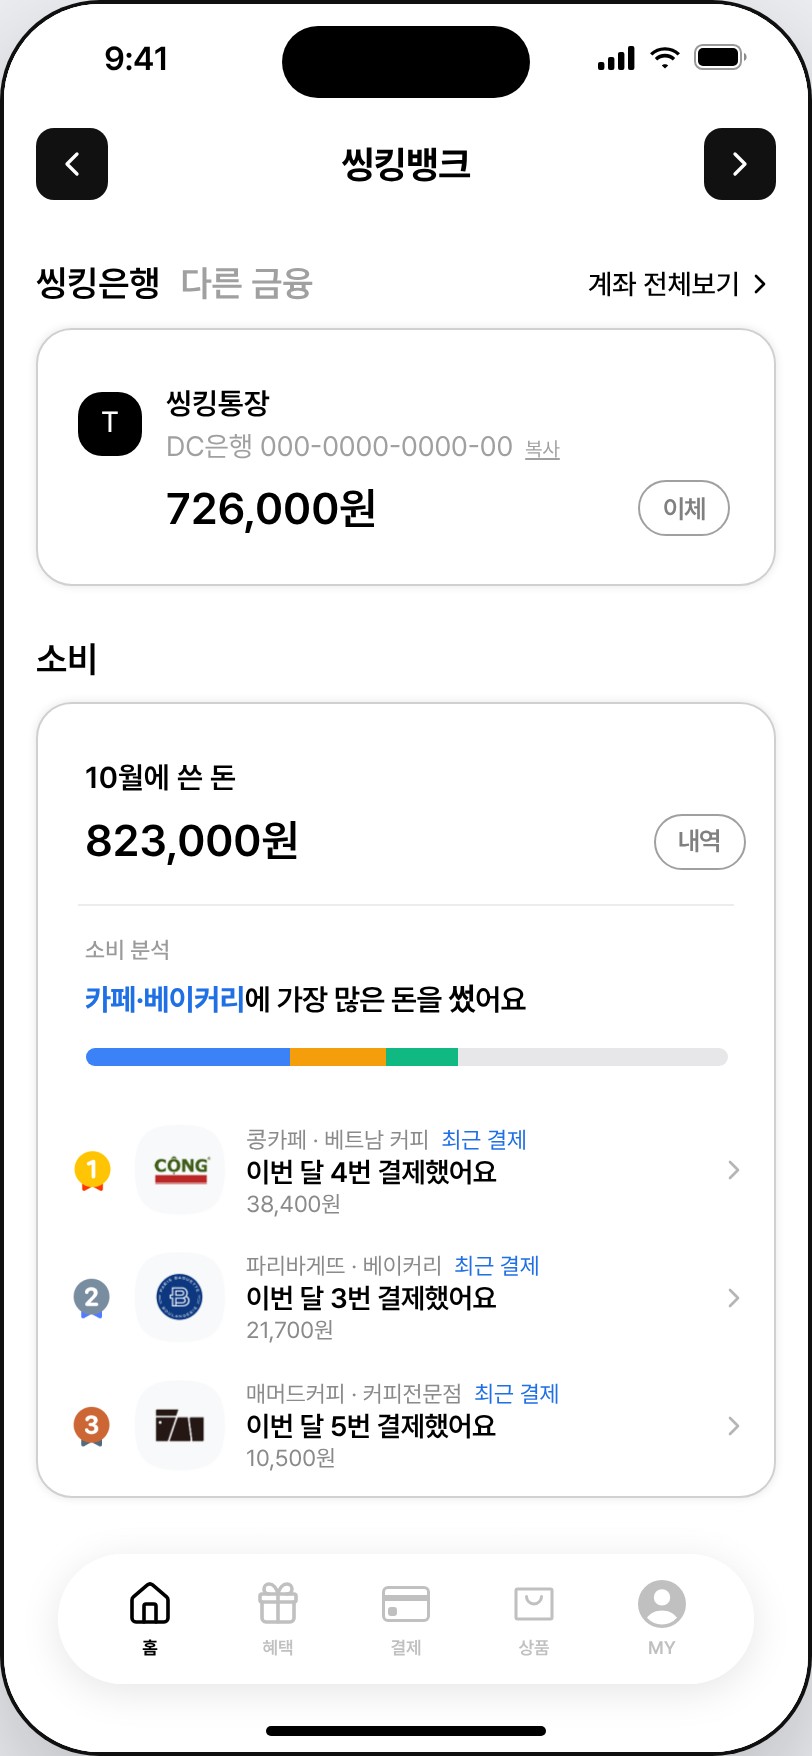 9:41
씽킹뱅크
씽킹은행 다른 금융 계좌 전체보기
T
씽킹통장
DC은행 000-0000-0000-00 복사
726,000원 이체
소비
10월에 쓴 돈
823,000원 내역
소비 분석
카페·베이커리에 가장 많은 돈을 썼어요
콩카페 · 베트남 커피 최근 결제
1 CỘNG 이번 달 4번 결제했어요
38,400원
파리바게뜨 · 베이커리 최근 결제
2 이번 달 3번 결제했어요
21,700원
매머드커피 · 커피전문점 최근 결제
3 이번 달 5번 결제했어요
10,500원
홈 혜택 결제 상품 MY